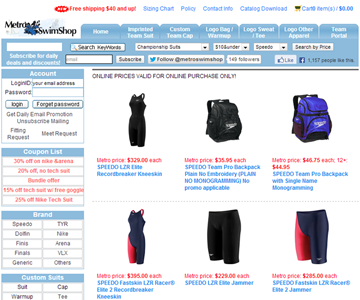 NEW Free shipping $40 and up! Policy Contact Info Catalog Download Cart/0 item(s) / $0.00
Metro SwimShop
Home Sizing Chart Imprinted Team Suit Custom Team Cap Logo Bag / Warmup Logo Sweat / Tee Logo Other Apparel Team Portal
Search KeyWords Championship Suits $100&under Speedo Search by Price
Subscribe for daily deals and discounts! Subscribe Follow @metroswimshop 149 followers Like 1,157 people like this
Account
LoginID: your email address
Password:
login Forget password
Get Daily Email Promotion
Unsubscribe Mailing
Fitting Request Meet Request
Coupon List
30% off on nike &arena
20% off, no tech suit
Bundle offer
15% off tech suit w/ free goggle
25% off Nike Tech Suit
Brand
Speedo TYR
Dolfin Nike
Finis Arena
Finals VLX
Generic Others
Custom Suits
Suit Cap
Warmup Tee
ONLINE PRICES VALID FOR ONLINE PURCHASE ONLY!
Metro price: $329.00 each
SPEEDO LZR Elite Recordbreaker Kneeskin
Metro price: $35.95 each
SPEEDO Team Pro Backpack Plain No Embroidery (PLAIN NO MONOGRAMMING) No promo applicable
Metro price: $46.75 each; 12+, $44.95
SPEEDO Team Pro Backpack with Single Name Monogramming
Metro price: $395.00 each
SPEEDO Fastskin LZR Racer® Elite 2 Recordbreaker Kneeskin
Metro price: $229.00 each
SPEEDO LZR Elite Jammer
Metro price: $285.00 each
SPEEDO Fastskin LZR Racer® Elite 2 Jammer